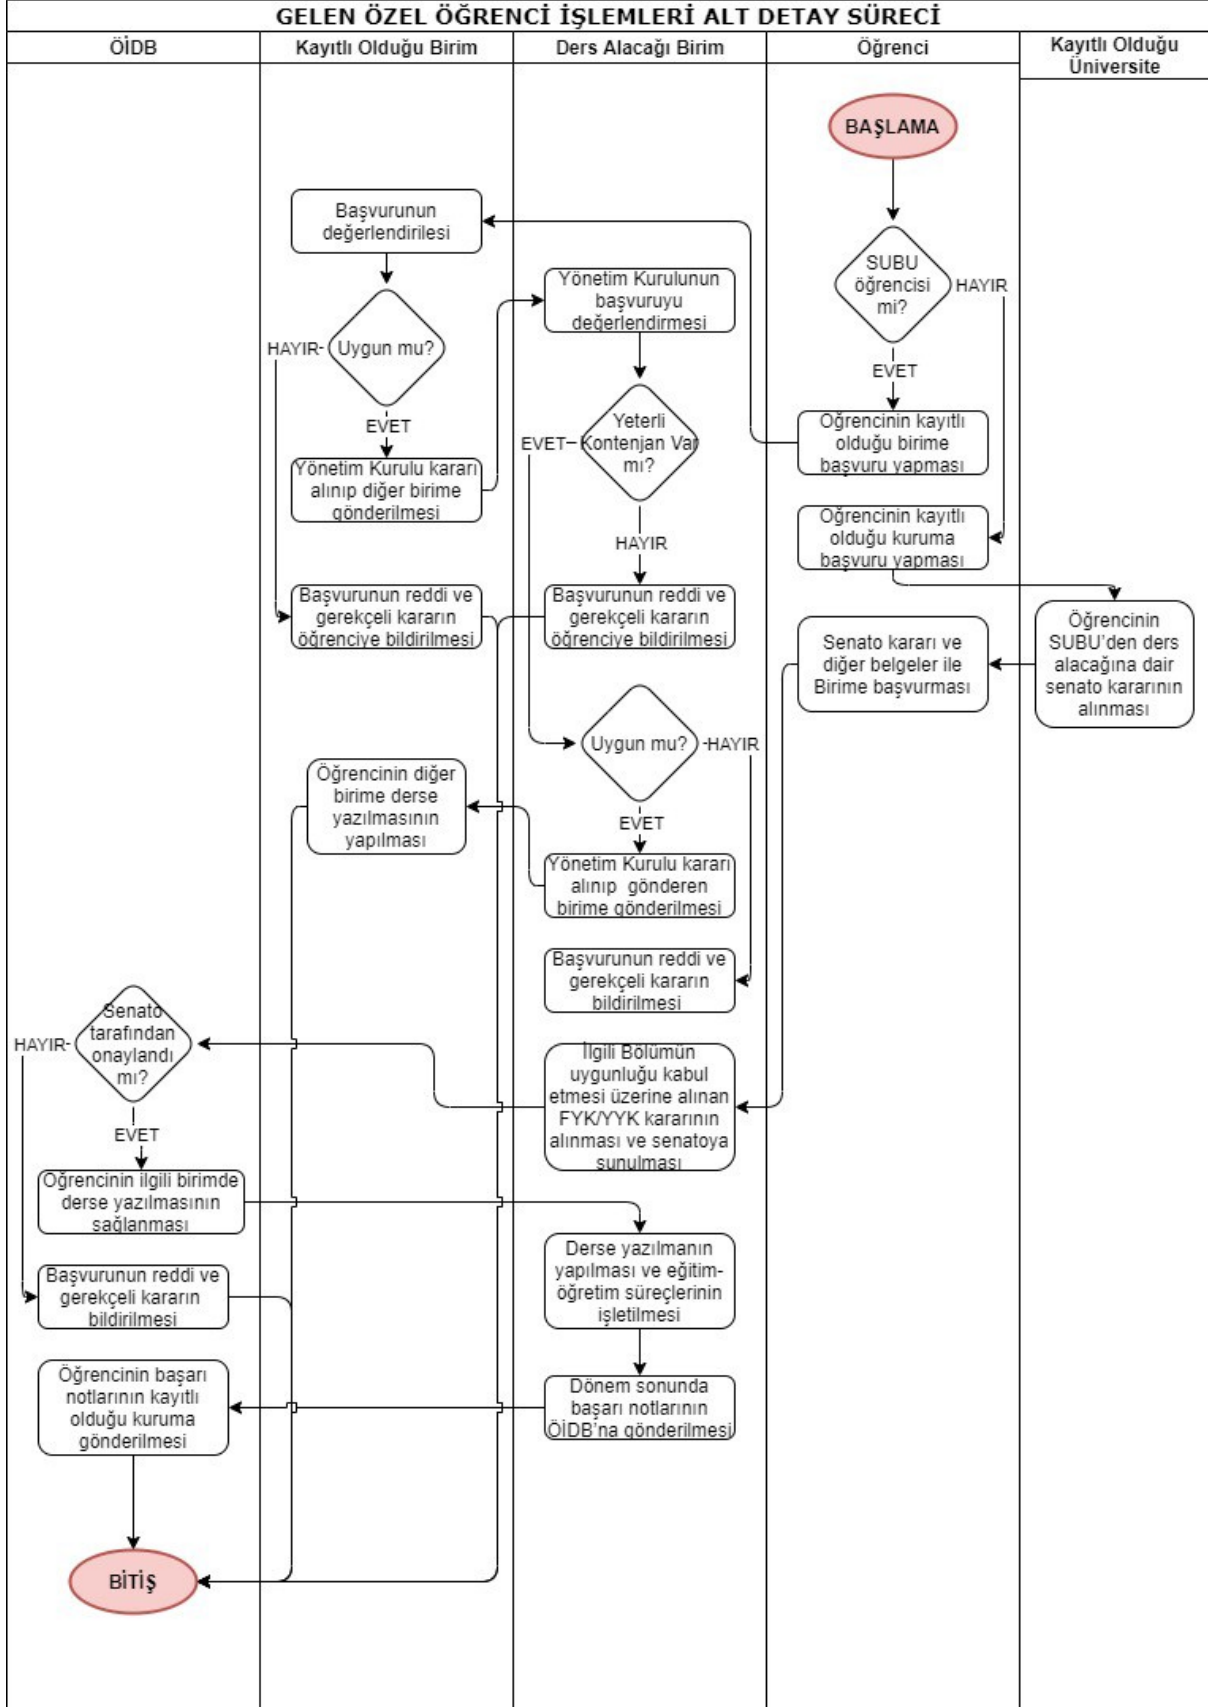 GELEN ÖZEL ÖĞRENCİ İŞLEMLERİ ALT DETAY SÜRECİ
ÖİDB
Kayıtlı Olduğu Birim
Ders Alacağı Birim
Öğrenci
Kayıtlı Olduğu
Üniversite
BAŞLAMA
Başvurunun
değerlendirilesi
SUBU
öğrencisi
mi?
HAYIR
Yönetim Kurulunun
başvuruyu
değerlendirmesi
Uygun mu?
HAYIR
EVET
EVET
Yeterli
Kontenjan Var
mı?
EVET
HAYIR
Öğrencinin kayıtlı
olduğu birime
başvuru yapması
Yönetim Kurulu kararı
alınıp diğer birime
gönderilmesi
Öğrencinin kayıtlı
olduğu kuruma
başvuru yapması
Başvurunun reddi ve
gerekçeli kararın
öğrenciye bildirilmesi
Başvurunun reddi ve
gerekçeli kararın
öğrenciye bildirilmesi
Senato kararı ve
diğer belgeler ile
Birime başvurması
Öğrencinin
SUBU'den ders
alacağına dair
senato kararının
alınması
Uygun mu?
HAYIR
EVET
Öğrencinin diğer
birime derse
yazılmasının
yapılması
Yönetim Kurulu kararı
alınıp gönderen
birime gönderilmesi
Başvurunun reddi ve
gerekçeli kararın
bildirilmesi
Senato
tarafından
onaylandı
mı?
HAYIR
EVET
İlgili Bölümün
uygunluğu kabul
etmesi üzerine alınan
FYK/YYK kararının
alınması ve senatoya
sunulması
Öğrencinin ilgili birimde
derse yazılmasının
sağlanması
Derse yazılmanın
yapılması ve eğitim-
öğretim süreçlerinin
işletilmesi
Başvurunun reddi ve
gerekçeli kararın
bildirilmesi
Öğrencinin başarı
notlarının kayıtlı
olduğu kuruma
gönderilmesi
Dönem sonunda
başarı notlarının
ÖİDB'na gönderilmesi
BİTİŞ